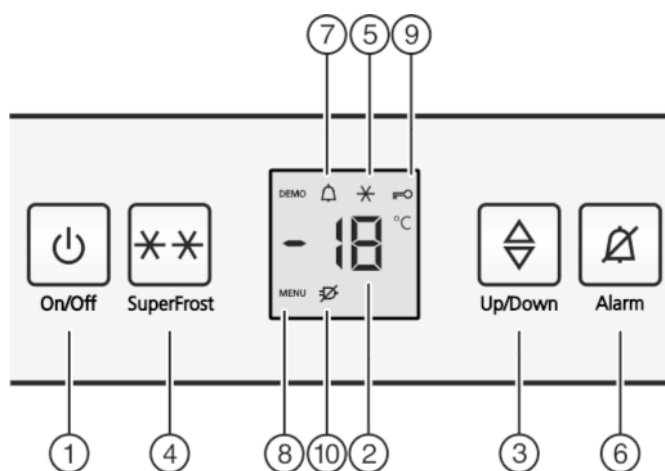 7 5 9
DEMO
°C
-18
MENU
On/Off SuperFrost Up/Down Alarm
1 4 8 10 2 3 6